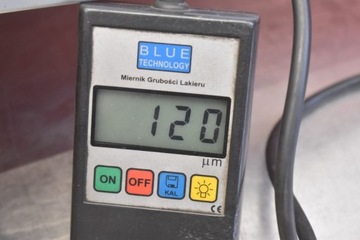 BLUE
TECHNOLOGY
Miernik Grubości Lakieru
120
µm
ON OFF KAL
CE